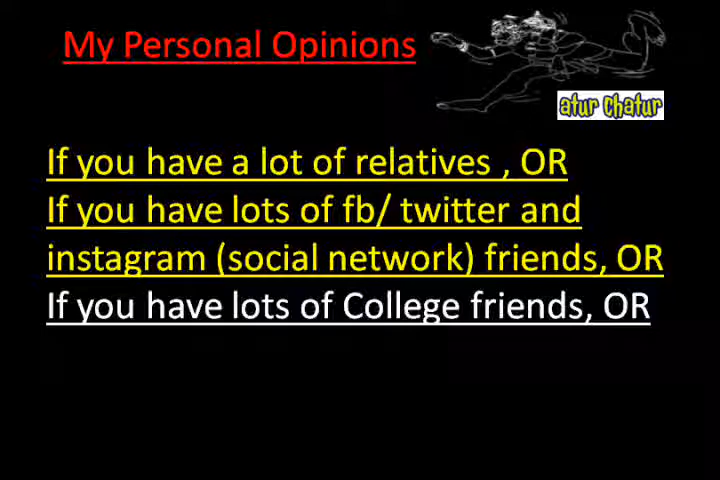 My Personal Opinions
atur chatur
If you have a lot of relatives , OR
If you have lots of fb/ twitter and
instagram (social network) friends, OR
If you have lots of College friends, OR